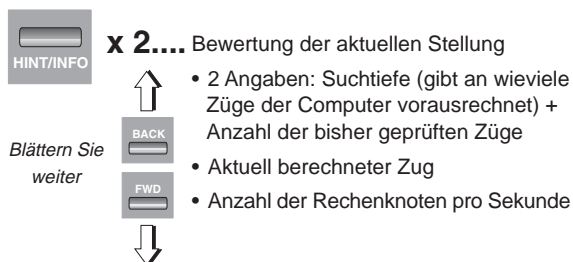 HINT/INFO
x 2.... Bewertung der aktuellen Stellung
• 2 Angaben: Suchtiefe (gibt an wieviele
Züge der Computer vorausrechnet) +
Anzahl der bisher geprüften Züge
• Aktuell berechneter Zug
• Anzahl der Rechenknoten pro Sekunde
Blättern Sie
weiter
BACK
FWD